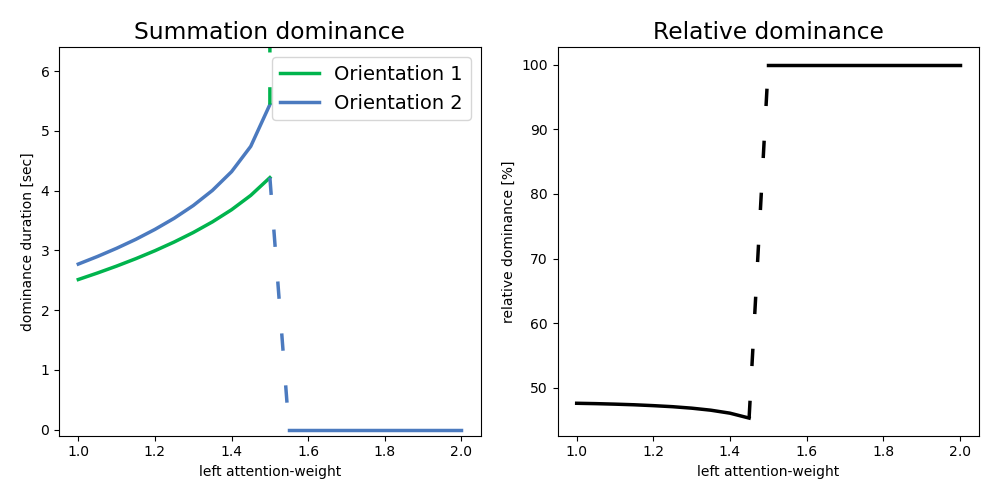 Summation dominance
Orientation 1
Orientation 2
dominance duration [sec]
6
5
4
3
2
1
0
1.0 1.2 1.4 1.6 1.8 2.0
left attention-weight
Relative dominance
relative dominance [%]
100
90
80
70
60
50
1.0 1.2 1.4 1.6 1.8 2.0
left attention-weight